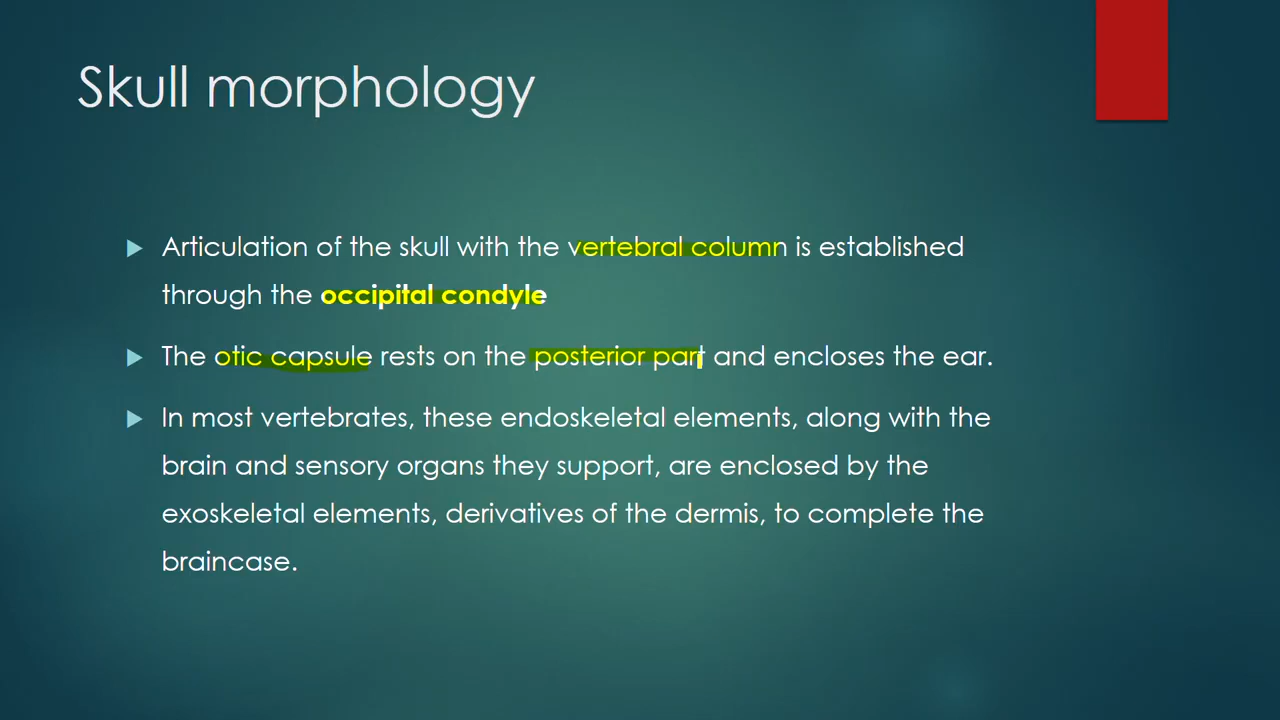 Skull morphology
Articulation of the skull with the vertebral column is established
through the occipital condyle
The otic capsule rests on the posterior part and encloses the ear.
In most vertebrates, these endoskeletal elements, along with the
brain and sensory organs they support, are enclosed by the
exoskeletal elements, derivatives of the dermis, to complete the
braincase.